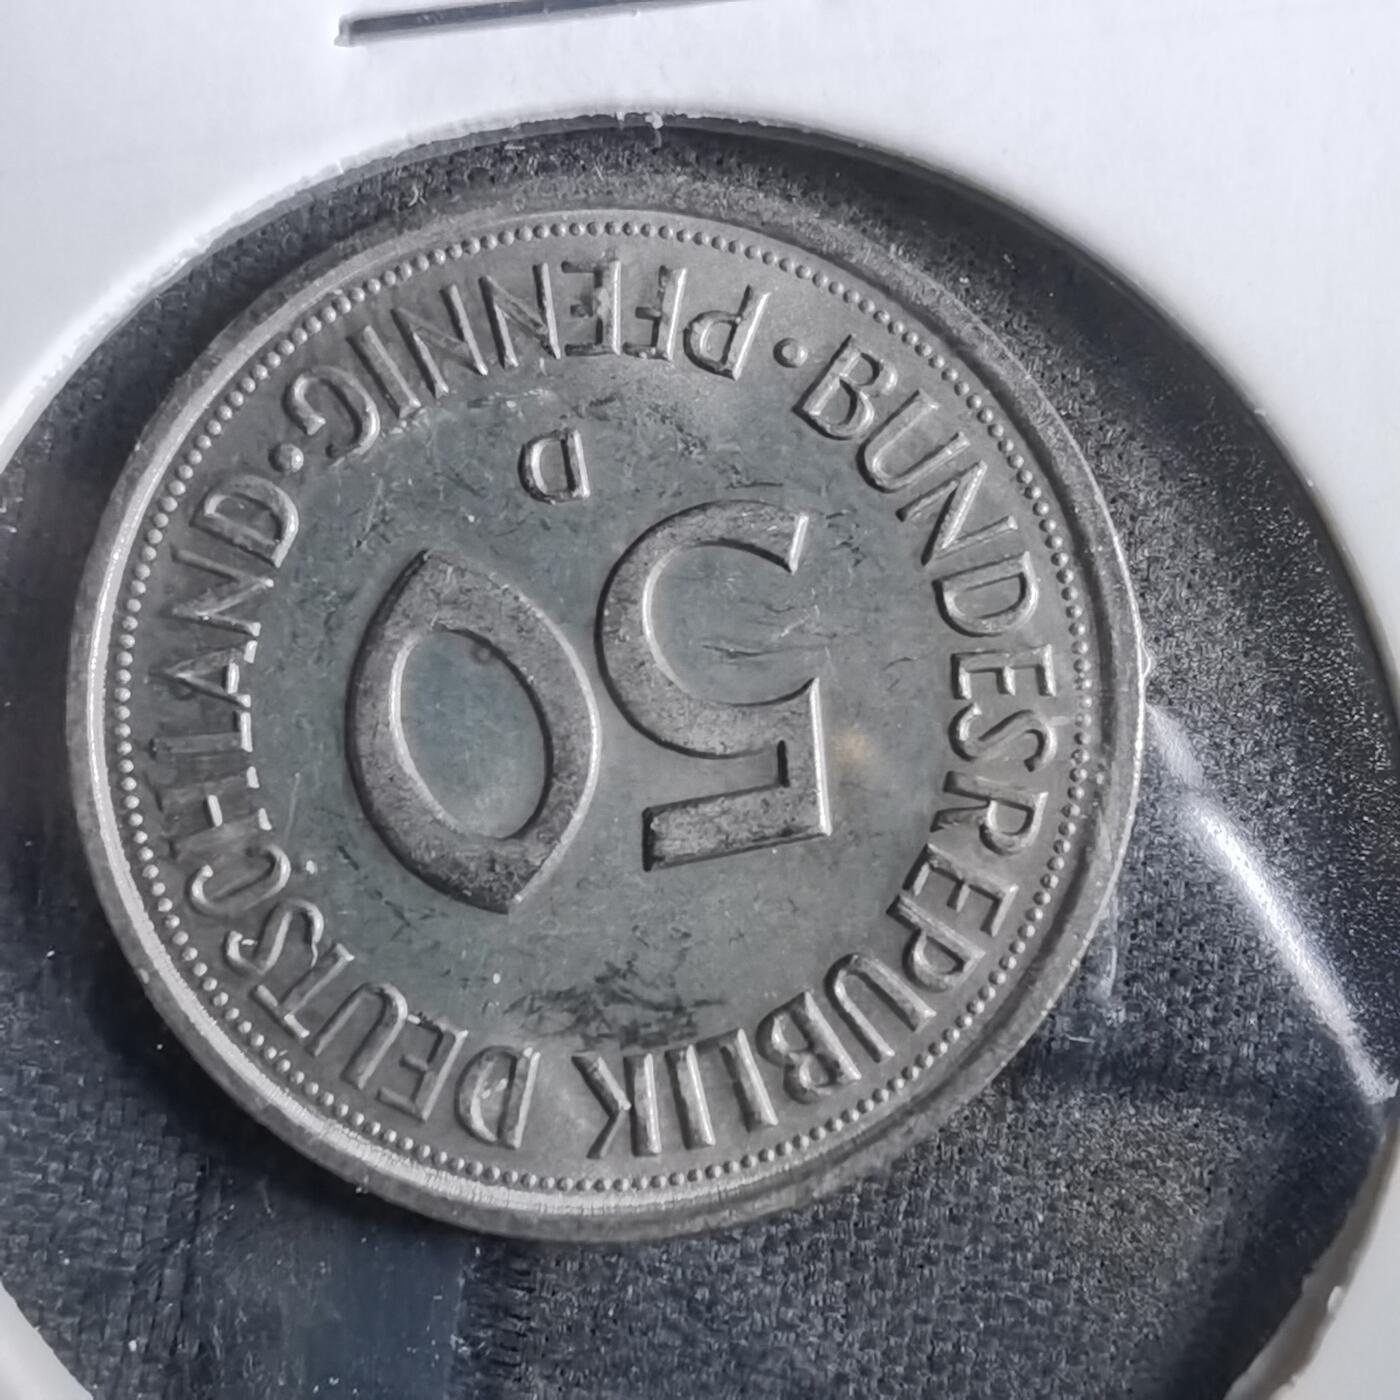 BUNDESREPUBLIK DEUTSCHLAND
· PFENNIG ·
50
D